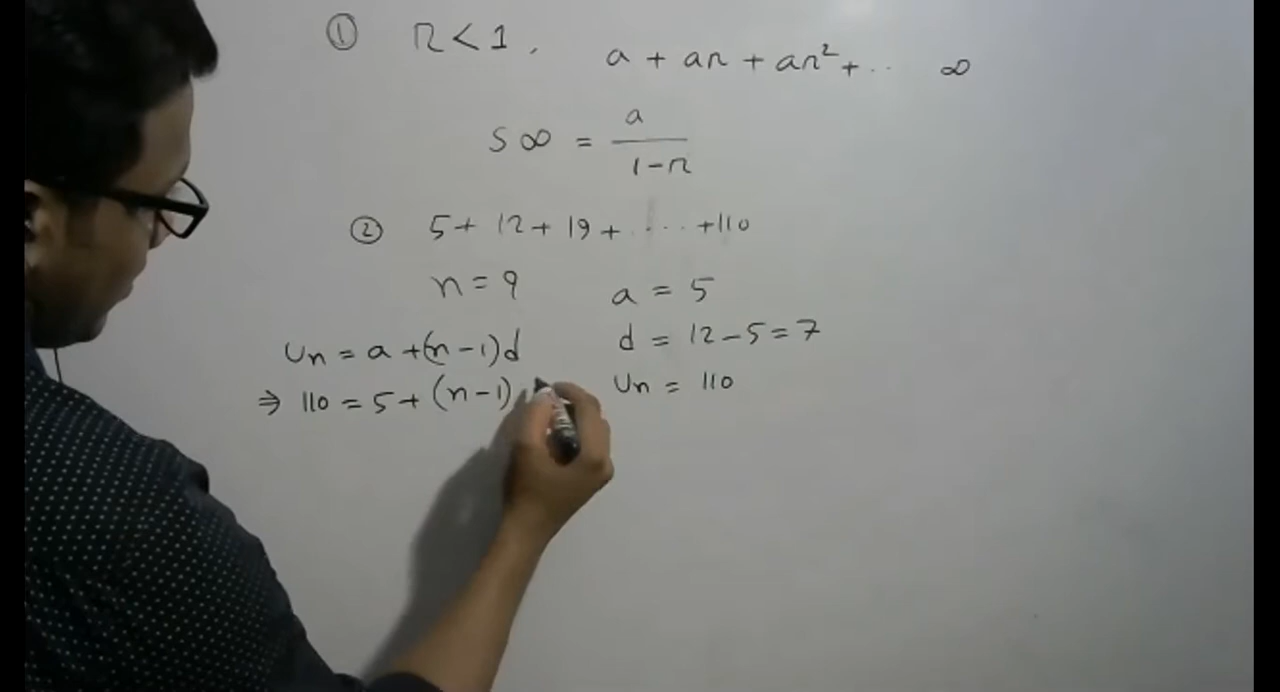 ① r < 1 , a + ar + ar² + .. ∞
S∞ = a / 1-r
② 5 + 12 + 19 + .... +110
n = 9 a = 5
Un = a + (n-1)d d = 12-5=7
⇒ 110 = 5 + (n-1) Un = 110